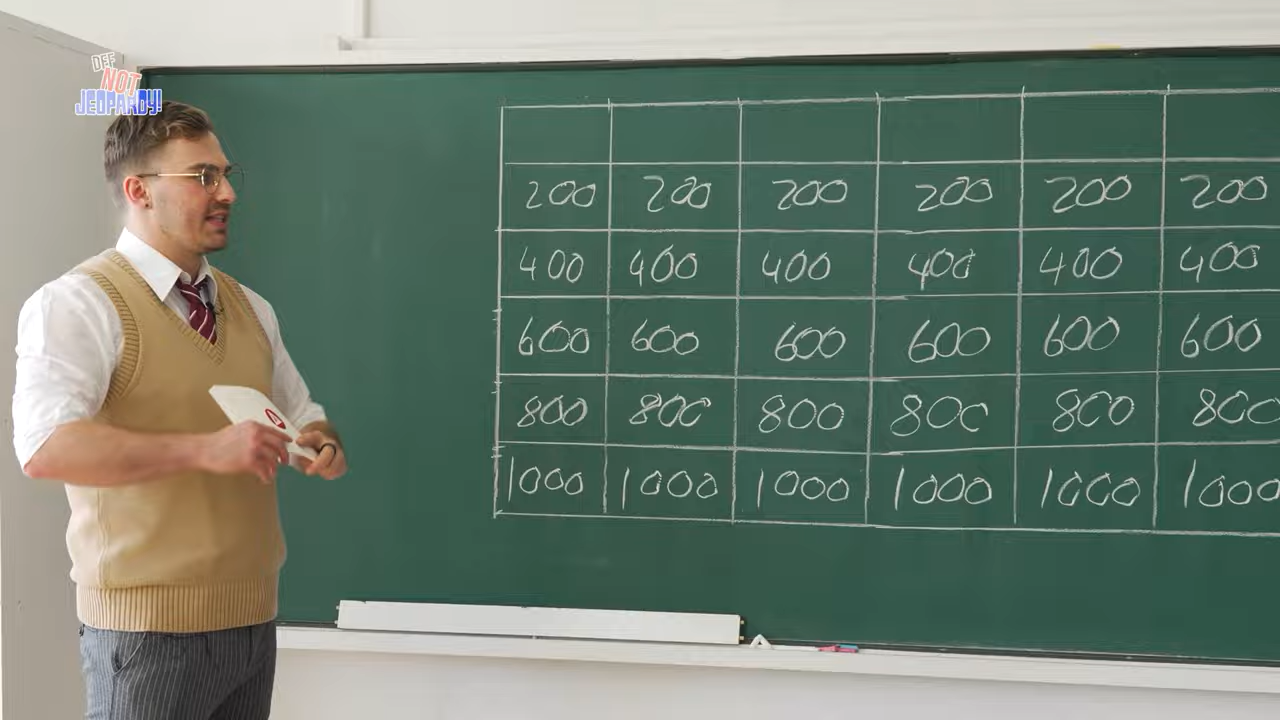 DEF
NOT
JEOPARDY!
200 200 200 200 200 200
400 400 400 400 400 400
600 600 600 600 600 600
800 800 800 800 800 800
1000 1000 1000 1000 1000 1000